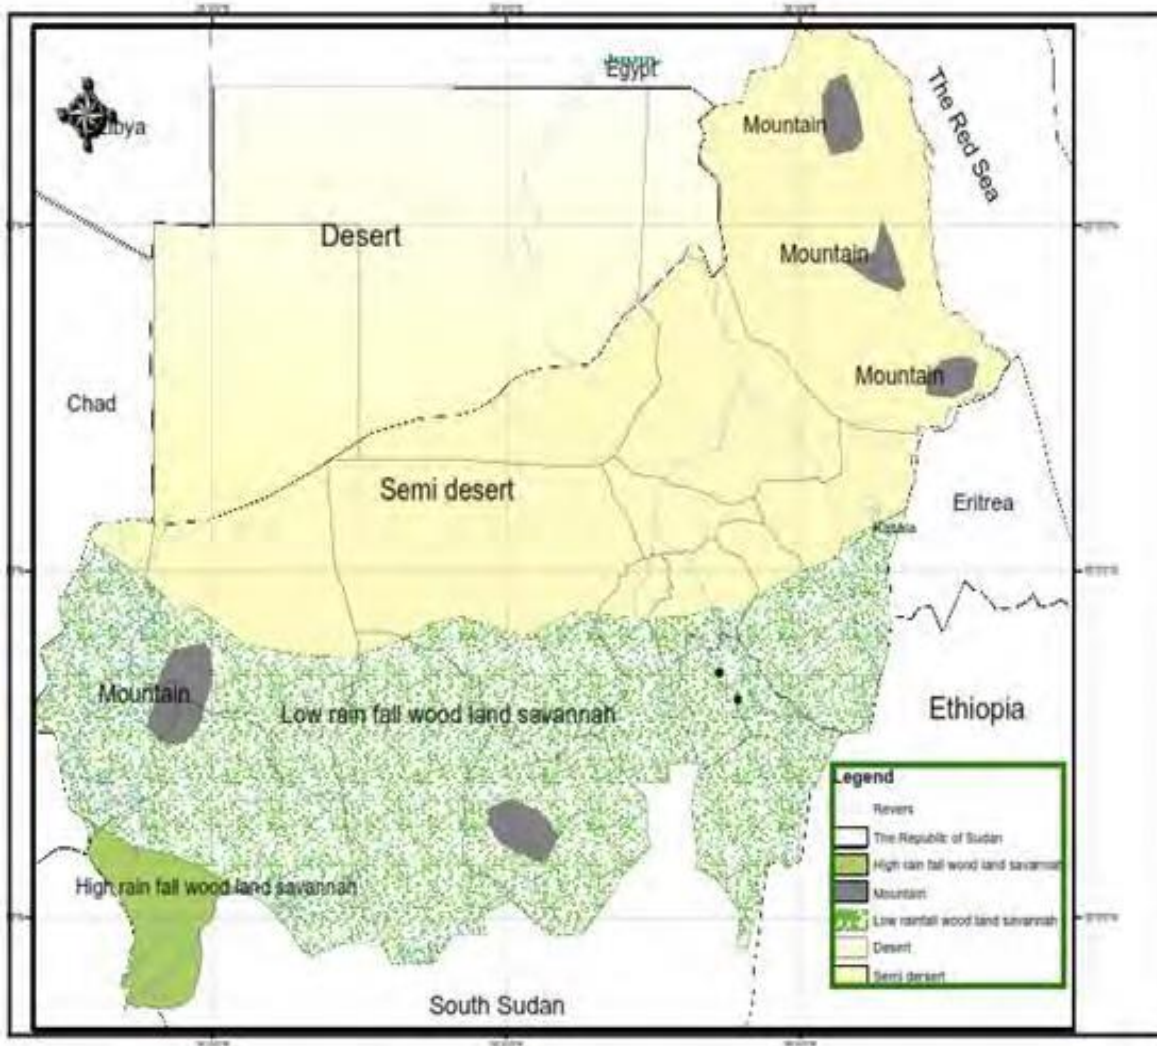 Egypt
Libya
The Red Sea
Mountain
Desert
Mountain
Mountain
Chad
Semi desert
Eritrea
Kassala
Mountain
Low rain fall wood land savannah
Ethiopia
Legend
Revers
The Republic of Sudan
High rain fall wood land savannah
Mountain
Low rainfall wood land savannah
Desert
Semi dersert
High rain fall wood land savannah
South Sudan